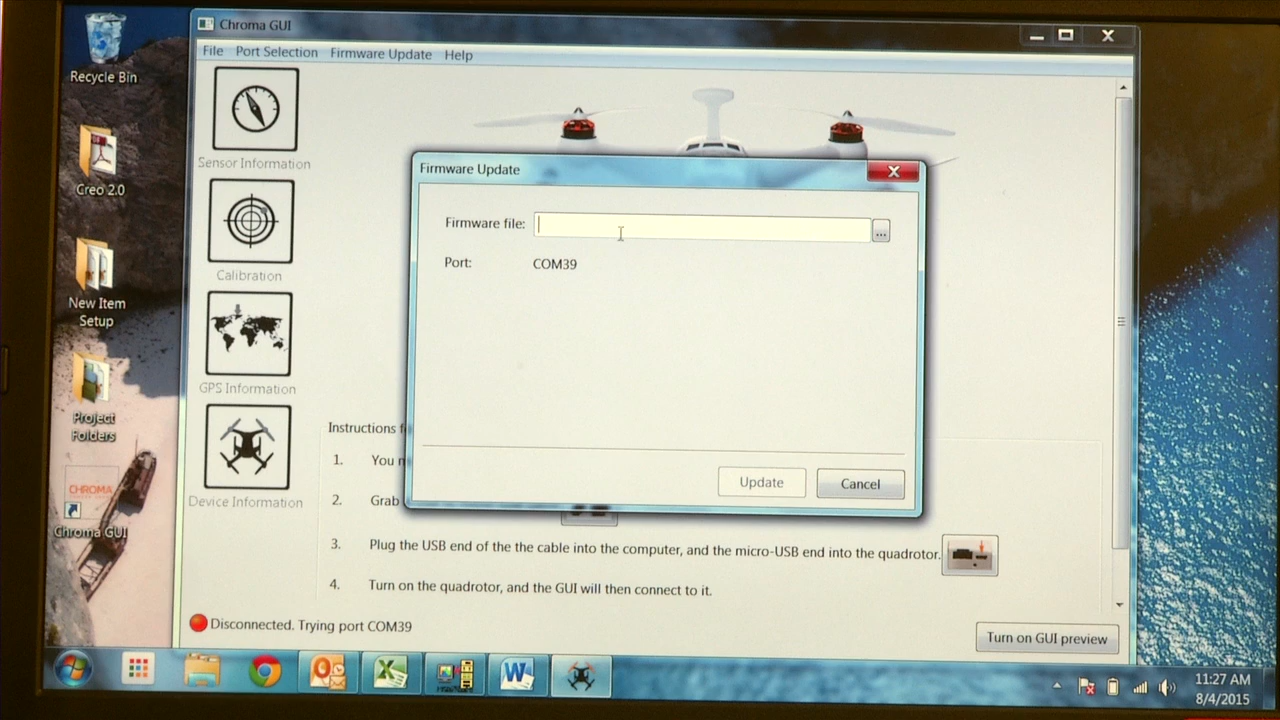 Recycle Bin
Creo 2.0
New Item
Setup
Project
Folders
CHROMA
Chroma GUI
Chroma GUI
File Port Selection Firmware Update Help
Sensor Information
Calibration
GPS Information
Device Information
Firmware Update
Firmware file:
...
Port: COM39
Update Cancel
Instructions
1. You
2. Grab
3. Plug the USB end of the the cable into the computer, and the micro-USB end into the quadrotor.
4. Turn on the quadrotor, and the GUI will then connect to it.
Disconnected. Trying port COM39
Turn on GUI preview
11:27 AM
8/4/2015